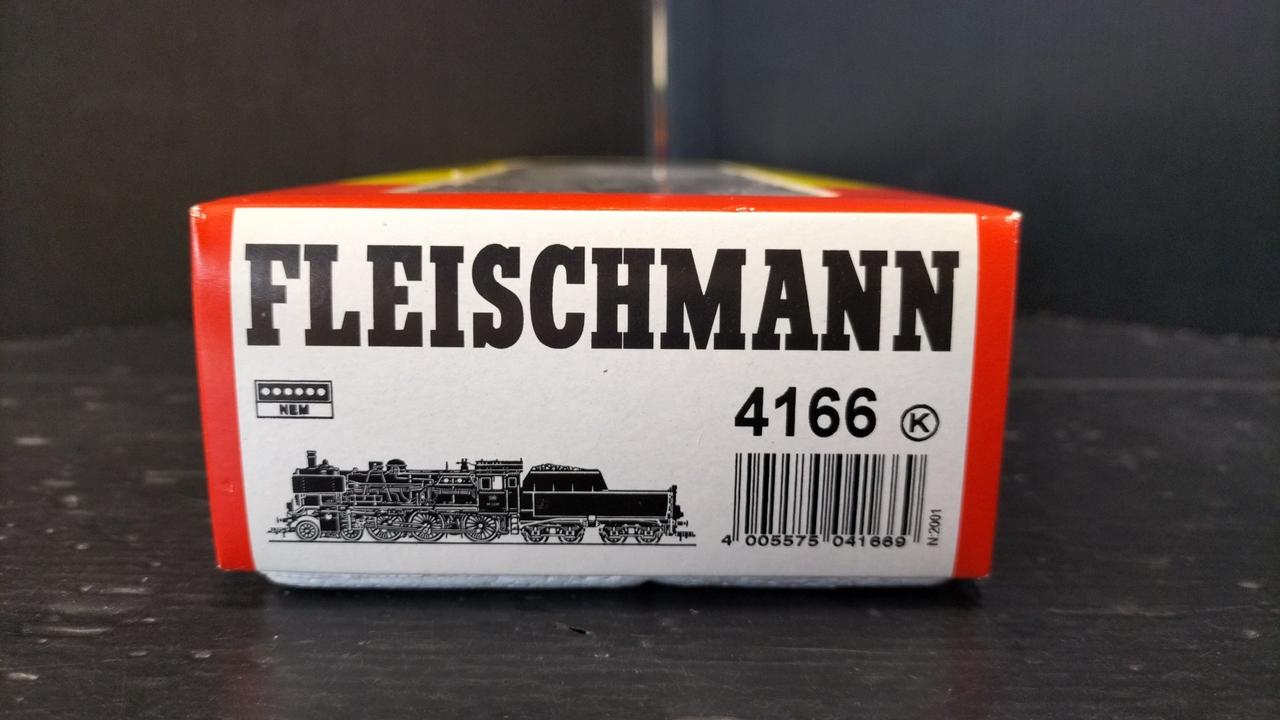 FLEISCHMANN
NEM
4166 K
4 005575 041669
N:2001